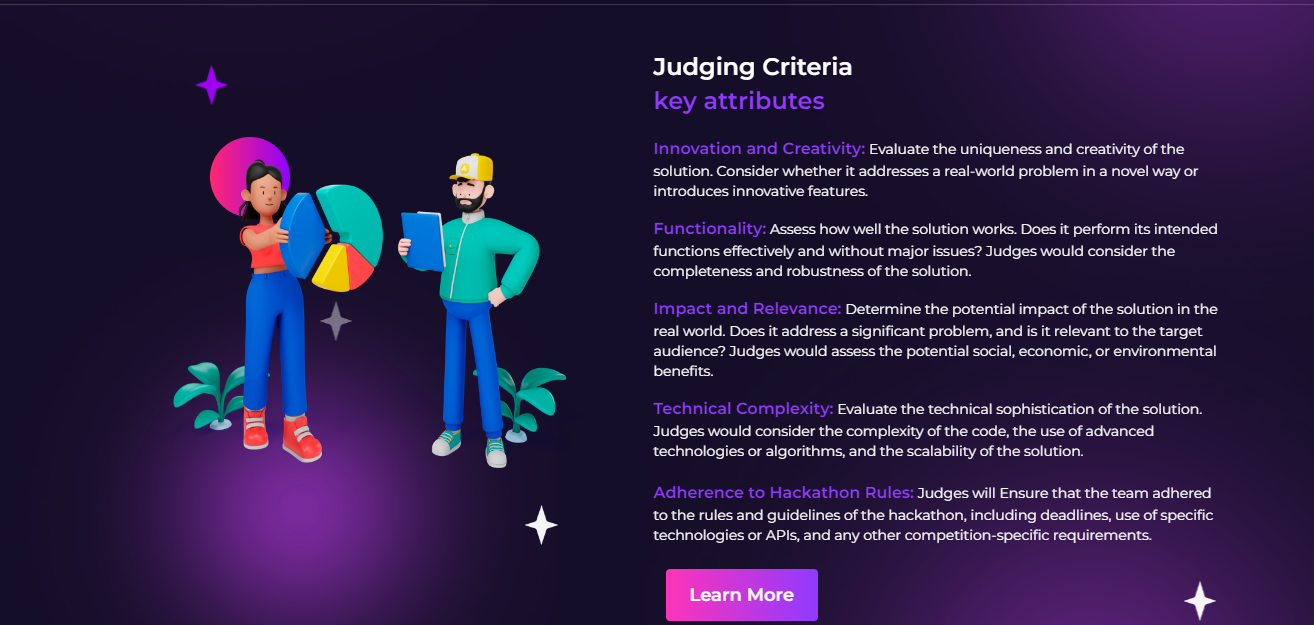 Judging Criteria
key attributes
Innovation and Creativity: Evaluate the uniqueness and creativity of the
solution. Consider whether it addresses a real-world problem in a novel way or
introduces innovative features.
Functionality: Assess how well the solution works. Does it perform its intended
functions effectively and without major issues? Judges would consider the
completeness and robustness of the solution.
Impact and Relevance: Determine the potential impact of the solution in the
real world. Does it address a significant problem, and is it relevant to the target
audience? Judges would assess the potential social, economic, or environmental
benefits.
Technical Complexity: Evaluate the technical sophistication of the solution.
Judges would consider the complexity of the code, the use of advanced
technologies or algorithms, and the scalability of the solution.
Adherence to Hackathon Rules: Judges will Ensure that the team adhered
to the rules and guidelines of the hackathon, including deadlines, use of specific
technologies or APIs, and any other competition-specific requirements.
Learn More